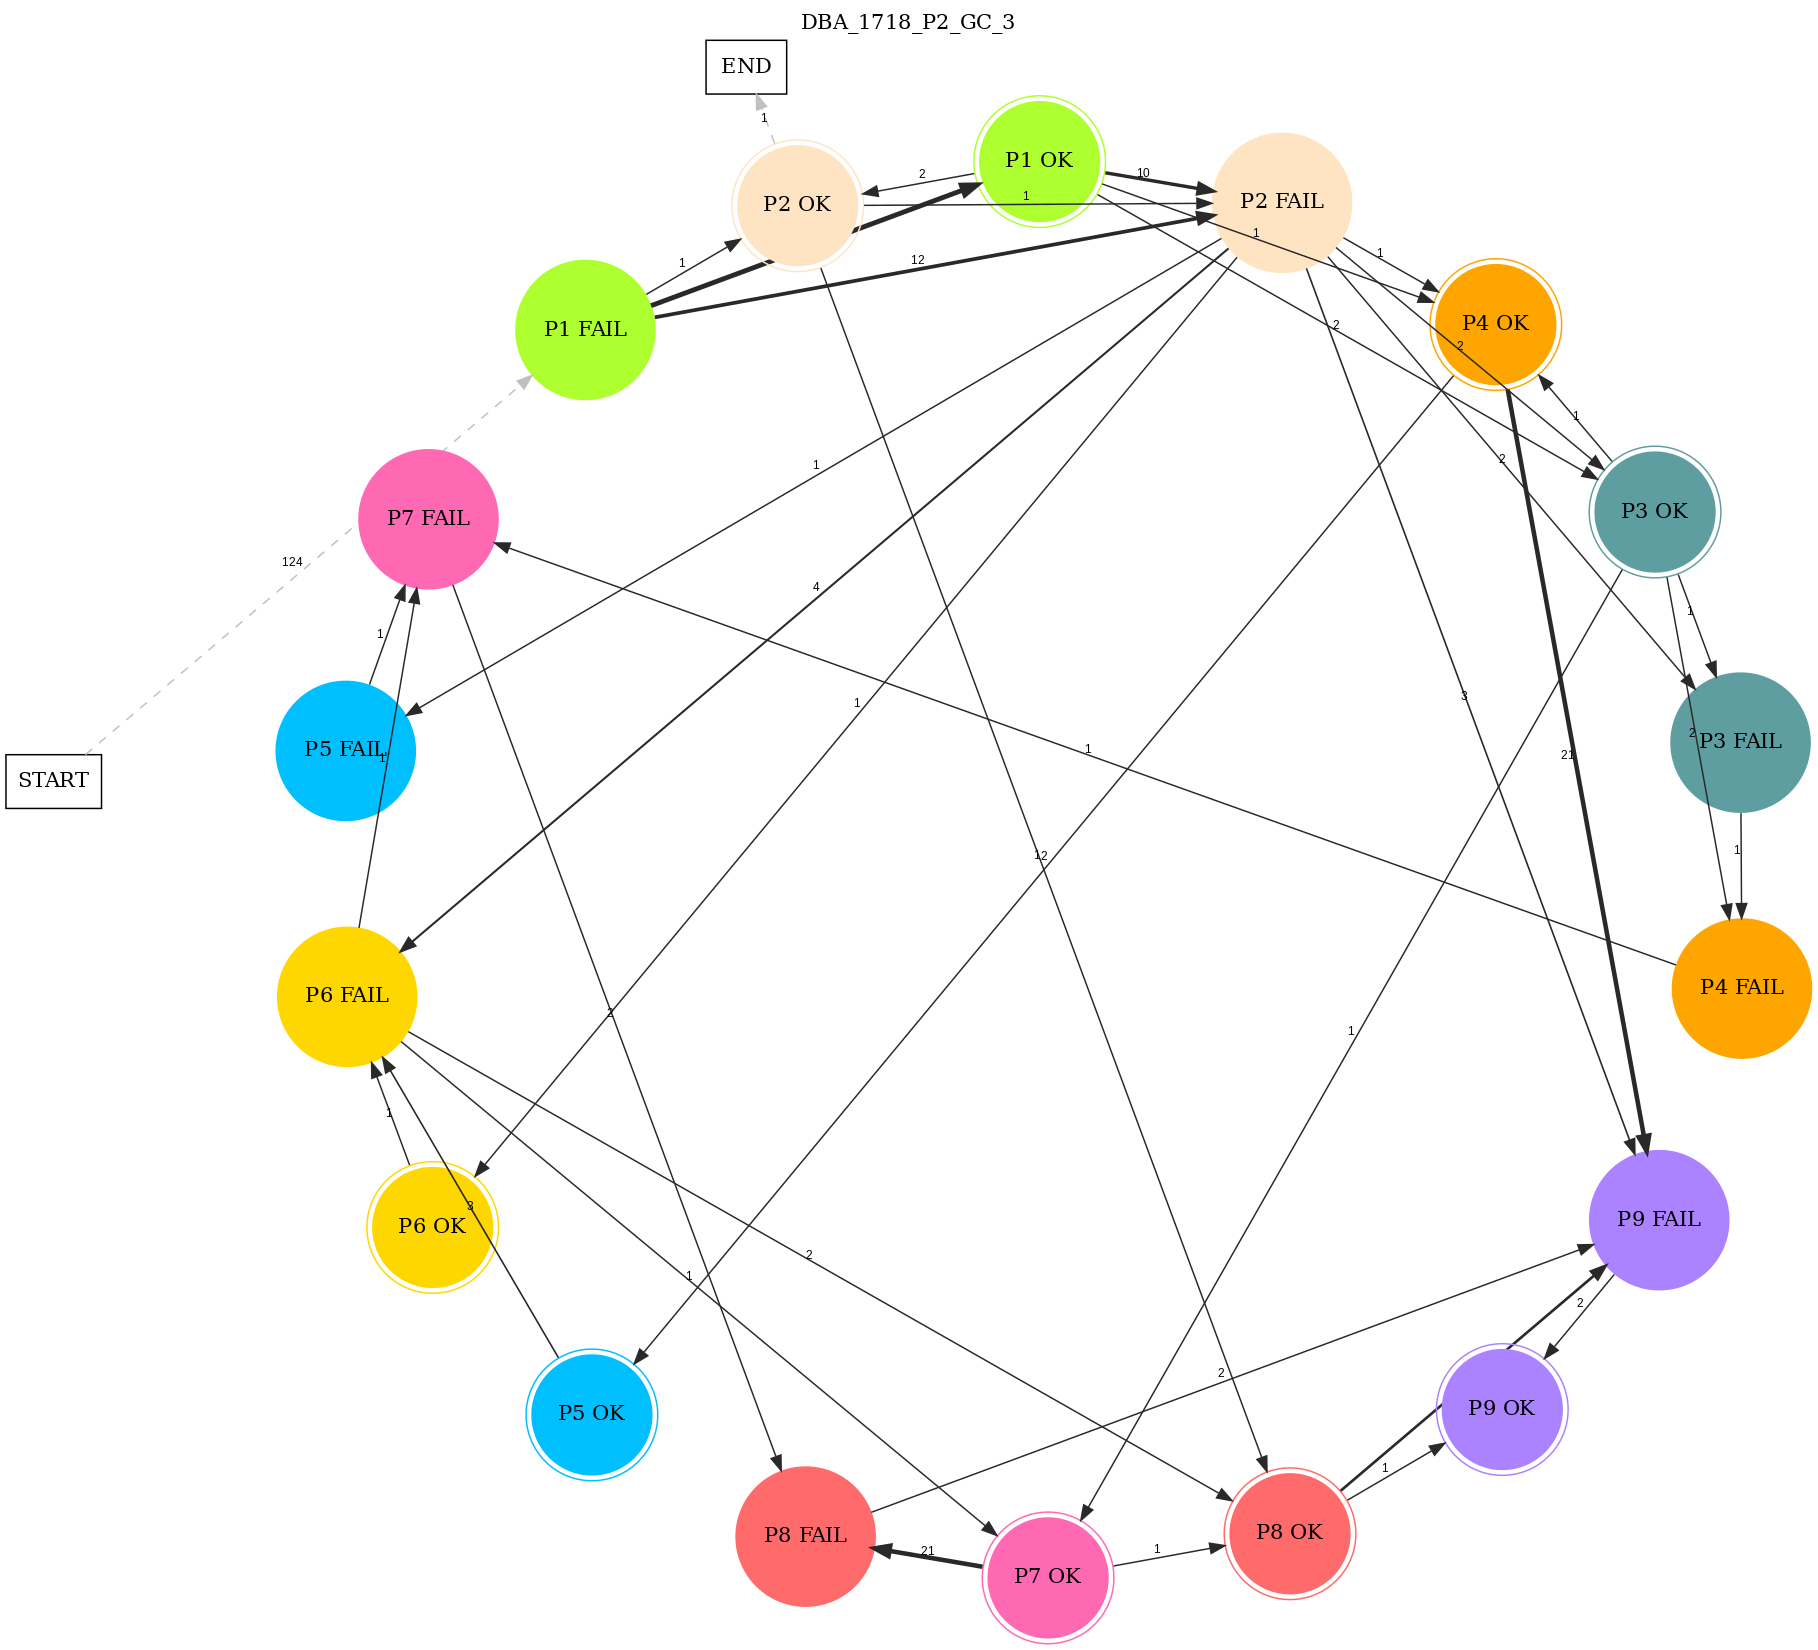 DBA_1718_P2_GC_3
END
1
P1 OK
2
10
P2 FAIL
P2 OK
1
1
1
12
1
P1 FAIL
P4 OK
2
2
1
1
2
P7 FAIL
P3 OK
124
4
1
1
1
3
2
P3 FAIL
P5 FAIL
1
1
21
START
12
1
P4 FAIL
P6 FAIL
2
1
1
3
P6 OK
P9 FAIL
2
1
2
2
P9 OK
P5 OK
1
P8 FAIL
21
1
P8 OK
P7 OK